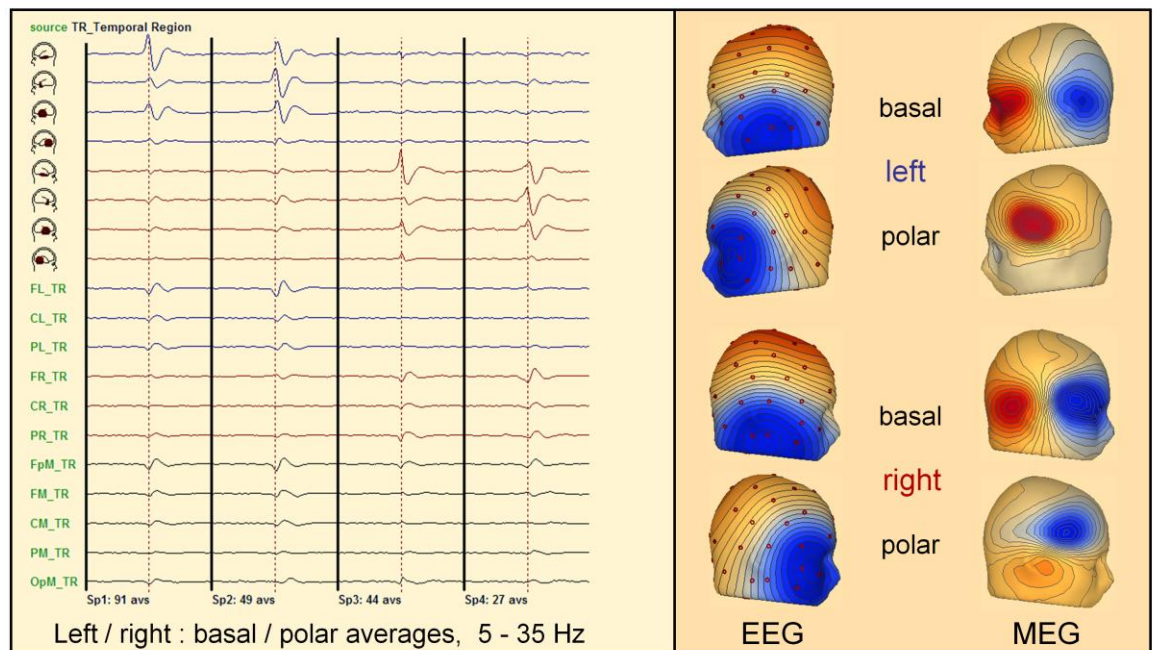 source TR_Temporal Region
FL_TR
CL_TR
PL_TR
FR_TR
CR_TR
PR_TR
FpM_TR
FM_TR
CM_TR
PM_TR
OpM_TR
Sp1: 91 avs Sp2: 49 avs Sp3: 44 avs Sp4: 27 avs
Left / right : basal / polar averages, 5 - 35 Hz
basal
left
polar
basal
right
polar
EEG MEG